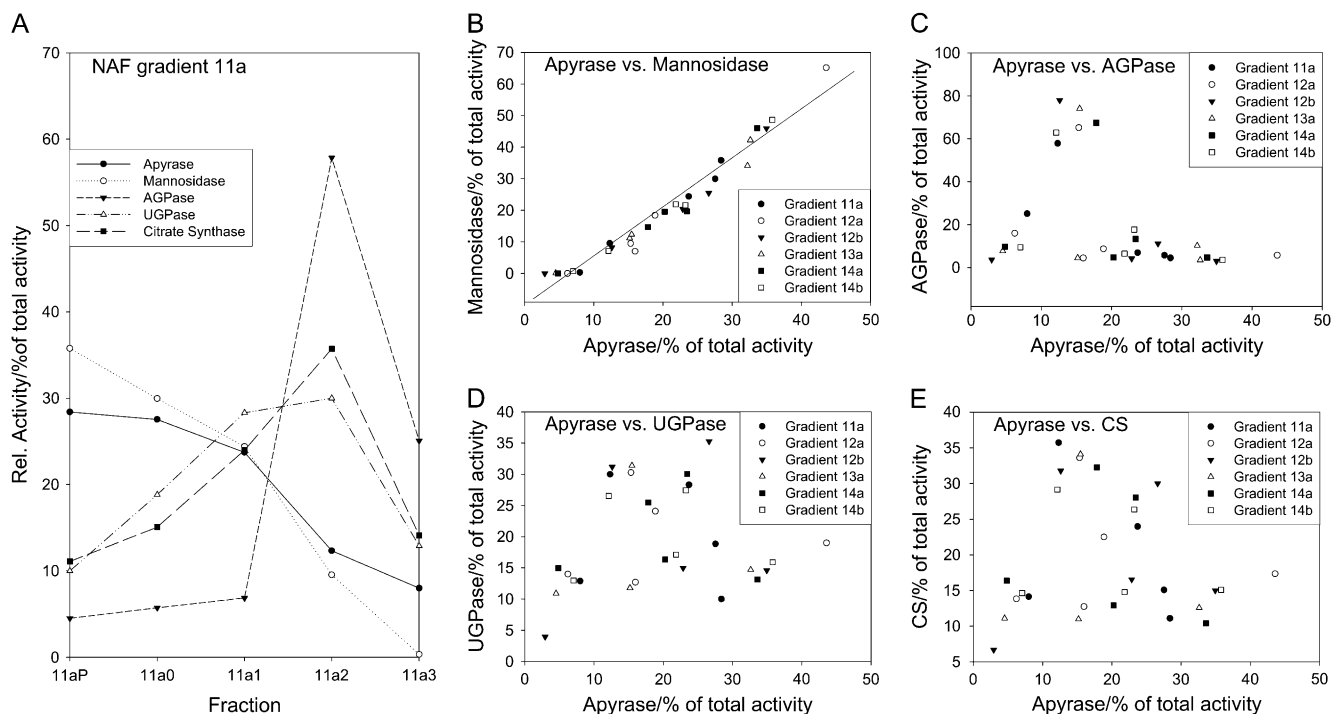 A
NAF gradient 11a
Rel. Activity/%of total activity
70
60
50
40
30
20
10
0
Apyrase
Mannosidase
AGPase
UGPase
Citrate Synthase
11aP
11a0
11a1
11a2
11a3
Fraction
B
Apyrase vs. Mannosidase
Mannosidase/% of total activity
70
60
50
40
30
20
10
0
Gradient 11a
Gradient 12a
Gradient 12b
Gradient 13a
Gradient 14a
Gradient 14b
0 10 20 30 40 50
Apyrase/% of total activity
C
Apyrase vs. AGPase
AGPase/% of total activity
100
80
60
40
20
0
Gradient 11a
Gradient 12a
Gradient 12b
Gradient 13a
Gradient 14a
Gradient 14b
0 10 20 30 40 50
Apyrase/% of total activity
D
Apyrase vs. UGPase
UGPase/% of total activity
40
35
30
25
20
15
10
5
0
Gradient 11a
Gradient 12a
Gradient 12b
Gradient 13a
Gradient 14a
Gradient 14b
0 10 20 30 40 50
Apyrase/% of total activity
E
Apyrase vs. CS
CS/% of total activity
40
35
30
25
20
15
10
5
Gradient 11a
Gradient 12a
Gradient 12b
Gradient 13a
Gradient 14a
Gradient 14b
0 10 20 30 40 50
Apyrase/% of total activity